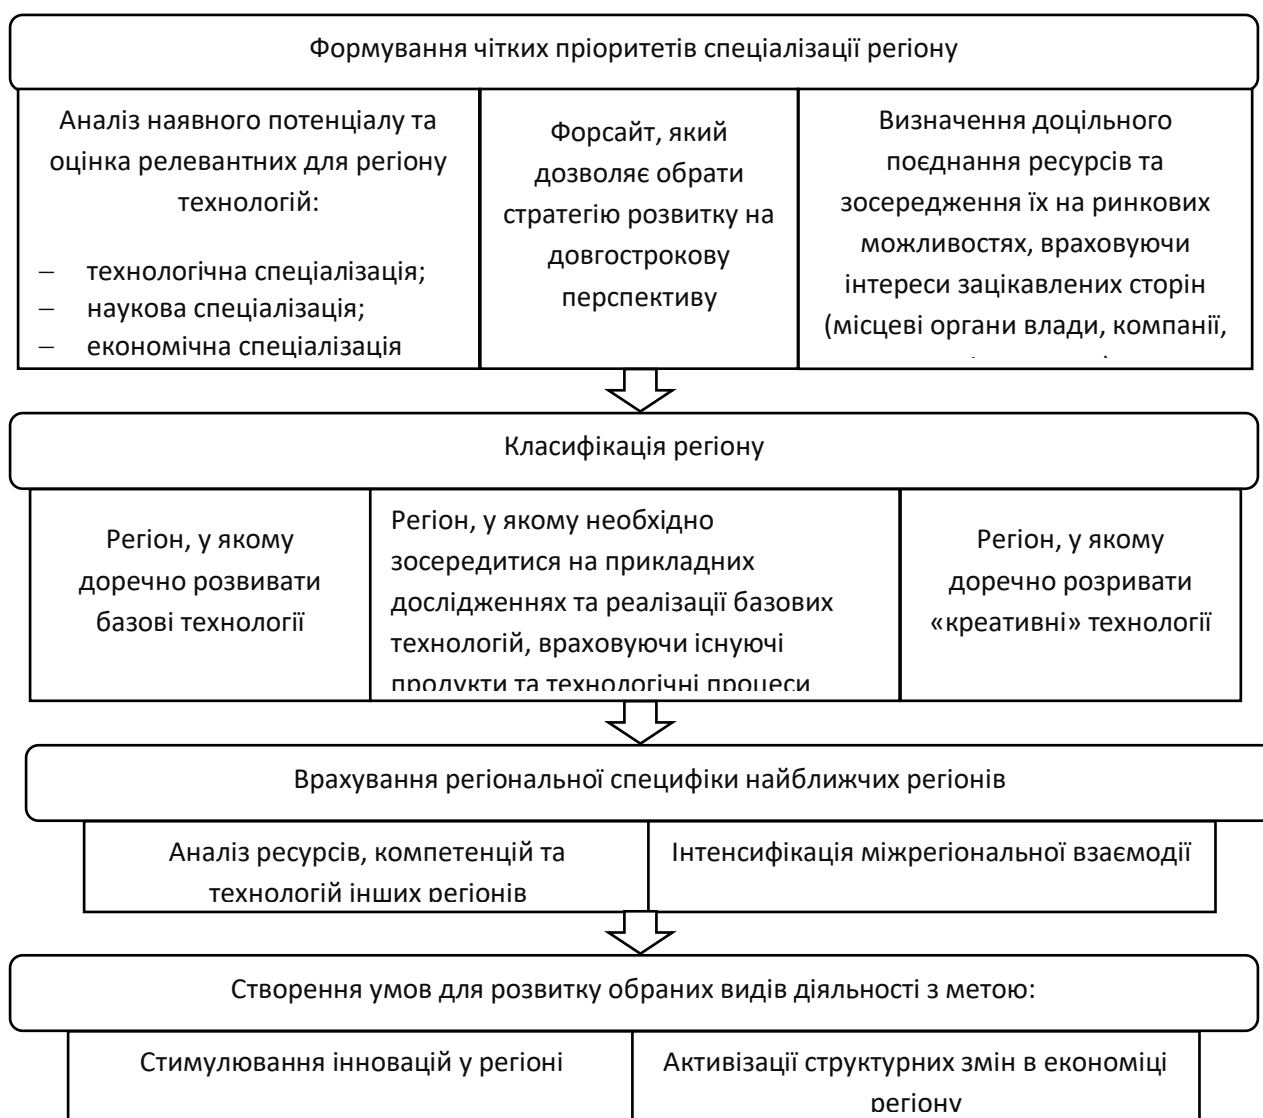 Формування чітких пріоритетів спеціалізації регіону
Аналіз наявного потенціалу та
оцінка релевантних для регіону
технологій:
– технологічна спеціалізація;
– наукова спеціалізація;
– економічна спеціалізація
Форсайт, який
дозволяє обрати
стратегію розвитку на
довгострокову
перспективу
Визначення доцільного
поєднання ресурсів та
зосередження їх на ринкових
можливостях, враховуючи
інтереси зацікавлених сторін
(місцеві органи влади, компанії,
Класифікація регіону
Регіон, у якому
доречно розвивати
базові технології
Регіон, у якому необхідно
зосередитися на прикладних
дослідженнях та реалізації базових
технологій, враховуючи існуючі
продукти та технологічні процеси
Регіон, у якому
доречно розривати
«креативні» технології
Врахування регіональної специфіки найближчих регіонів
Аналіз ресурсів, компетенцій та
технологій інших регіонів
Інтенсифікація міжрегіональної взаємодії
Створення умов для розвитку обраних видів діяльності з метою:
Стимулювання інновацій у регіоні
Активізації структурних змін в економіці
регіону